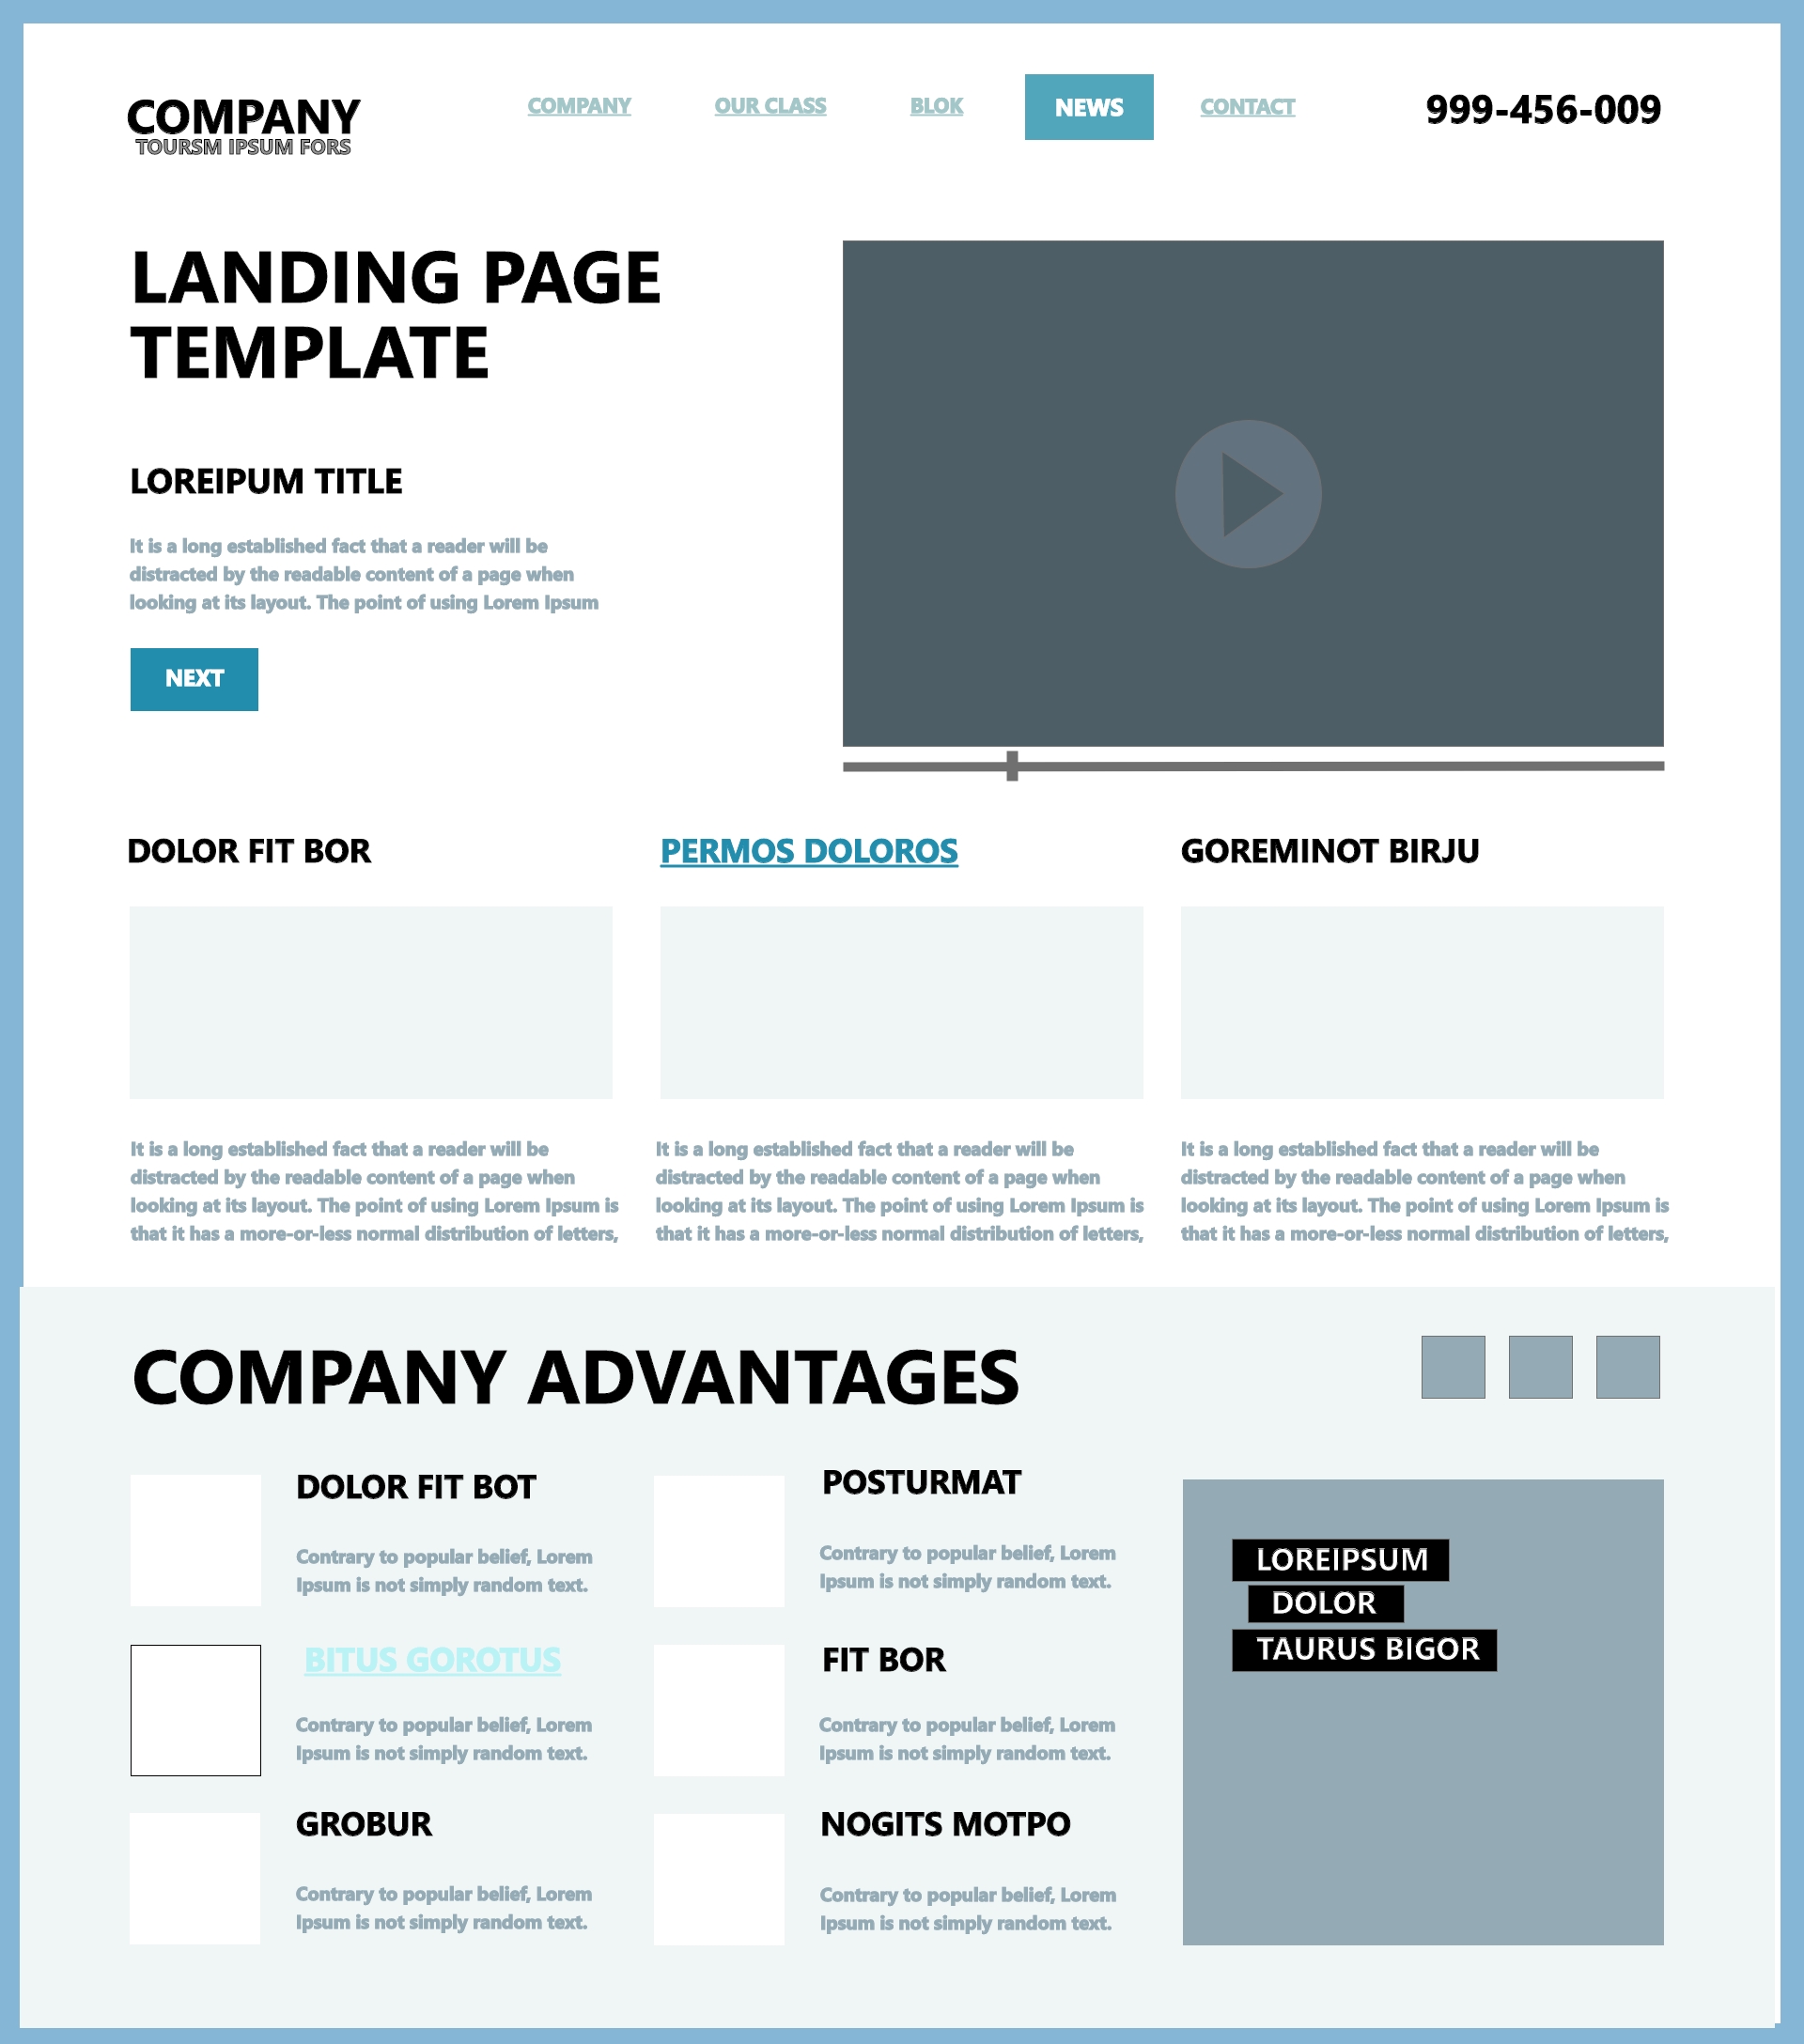 COMPANY
TOURSM IPSUM FORS
COMPANY
OUR CLASS
BLOK
NEWS
CONTACT
999-456-009
LANDING PAGE
TEMPLATE
LOREIPUM TITLE
It is a long established fact that a reader will be
distracted by the readable content of a page when
looking at its layout. The point of using Lorem Ipsum
NEXT
DOLOR FIT BOR
It is a long established fact that a reader will be
distracted by the readable content of a page when
looking at its layout. The point of using Lorem Ipsum is
that it has a more-or-less normal distribution of letters,
PERMOS DOLOROS
It is a long established fact that a reader will be
distracted by the readable content of a page when
looking at its layout. The point of using Lorem Ipsum is
that it has a more-or-less normal distribution of letters,
GOREMINOT BIRJU
It is a long established fact that a reader will be
distracted by the readable content of a page when
looking at its layout. The point of using Lorem Ipsum is
that it has a more-or-less normal distribution of letters,
COMPANY ADVANTAGES
DOLOR FIT BOT
Contrary to popular belief, Lorem
Ipsum is not simply random text.
BITUS GOROTUS
Contrary to popular belief, Lorem
Ipsum is not simply random text.
GROBUR
Contrary to popular belief, Lorem
Ipsum is not simply random text.
POSTURMAT
Contrary to popular belief, Lorem
Ipsum is not simply random text.
FIT BOR
Contrary to popular belief, Lorem
Ipsum is not simply random text.
NOGITS MOTPO
Contrary to popular belief, Lorem
Ipsum is not simply random text.
LOREIPSUM
DOLOR
TAURUS BIGOR